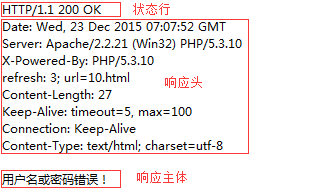 HTTP/1.1 200 OK 状态行
Date: Wed, 23 Dec 2015 07:07:52 GMT
Server: Apache/2.2.21 (Win32) PHP/5.3.10
X-Powered-By: PHP/5.3.10
refresh: 3; url=10.html
响应头
Content-Length: 27
Keep-Alive: timeout=5, max=100
Connection: Keep-Alive
Content-Type: text/html; charset=utf-8
用户名或密码错误！ 响应主体